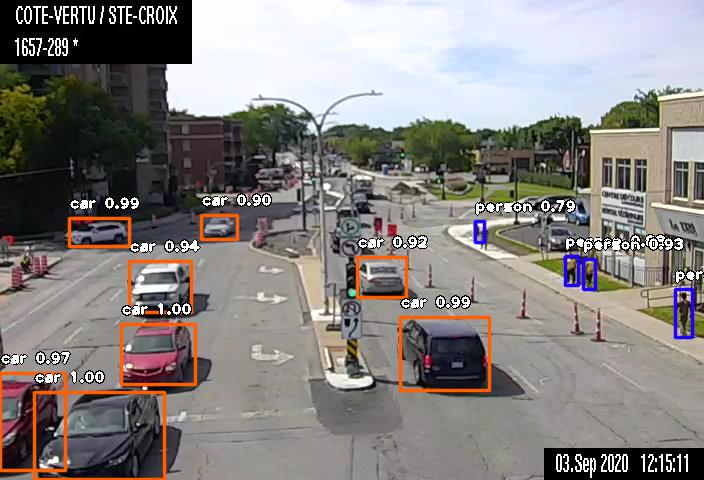 COTE-VERTU / STE-CROIX
1657-289 *
car 0.99
car 0.90
person 0.79
car 0.94
car 0.92
person 0.93
per
car 1.00
car 0.99
car 0.97
car 1.00
03.Sep 2020 12:15:11